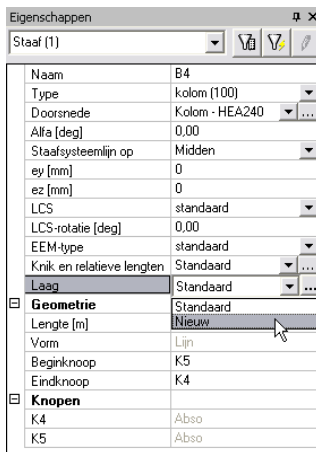 Eigenschappen
Staaf (1)
Naam B4
Type kolom (100)
Doorsnede Kolom - HEA240 ...
Alfa [deg] 0,00
Staafsysteemlijn op Midden
ey [mm] 0
ez [mm] 0
LCS standaard
LCS-rotatie [deg] 0,00
EEM-type standaard
Knik en relatieve lengten Standaard ...
Laag Standaard ...
Standaard
Geometrie
Nieuw
Lengte [m]
Vorm Lijn
Beginknoop K5
Eindknoop K4
Knopen
K4 Abso
K5 Abso